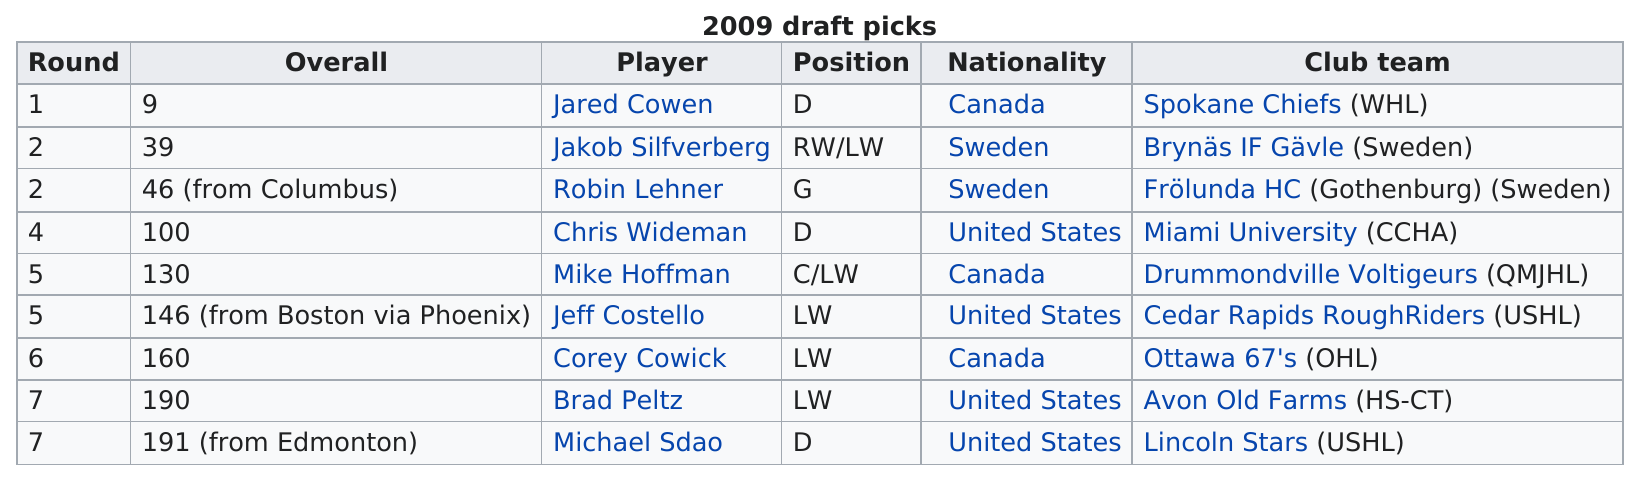 2009 draft picks
Round Overall Player Position Nationality Club team
1 9 Jared Cowen D Canada Spokane Chiefs (WHL)
2 39 Jakob Silfverberg RW/LW Sweden Brynäs IF Gävle (Sweden)
2 46 (from Columbus) Robin Lehner G Sweden Frölunda HC (Gothenburg) (Sweden)
4 100 Chris Wideman D United States Miami University (CCHA)
5 130 Mike Hoffman C/LW Canada Drummondville Voltigeurs (QMJHL)
5 146 (from Boston via Phoenix) Jeff Costello LW United States Cedar Rapids RoughRiders (USHL)
6 160 Corey Cowick LW Canada Ottawa 67's (OHL)
7 190 Brad Peltz LW United States Avon Old Farms (HS-CT)
7 191 (from Edmonton) Michael Sdao D United States Lincoln Stars (USHL)